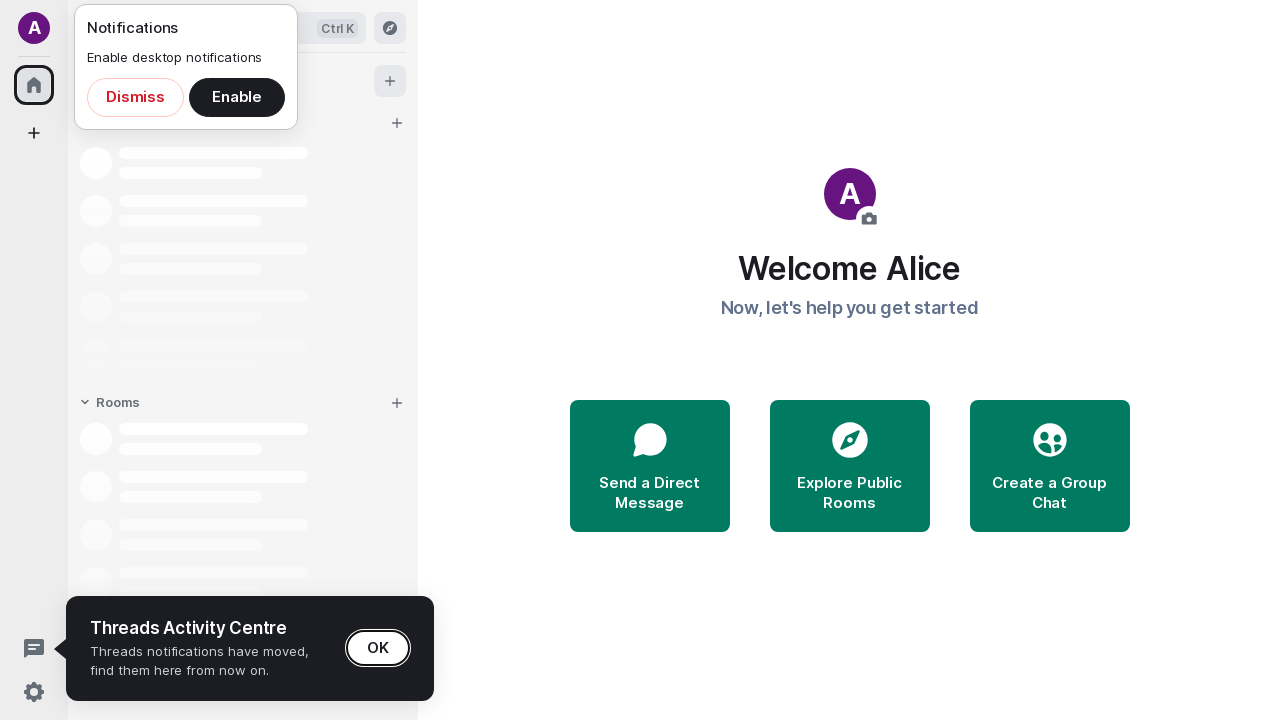 A
Notifications
Enable desktop notifications
Dismiss
Enable
Ctrl K
Rooms
Threads Activity Centre
Threads notifications have moved,
find them here from now on.
OK
A
Welcome Alice
Now, let's help you get started
Send a Direct
Message
Explore Public
Rooms
Create a Group
Chat